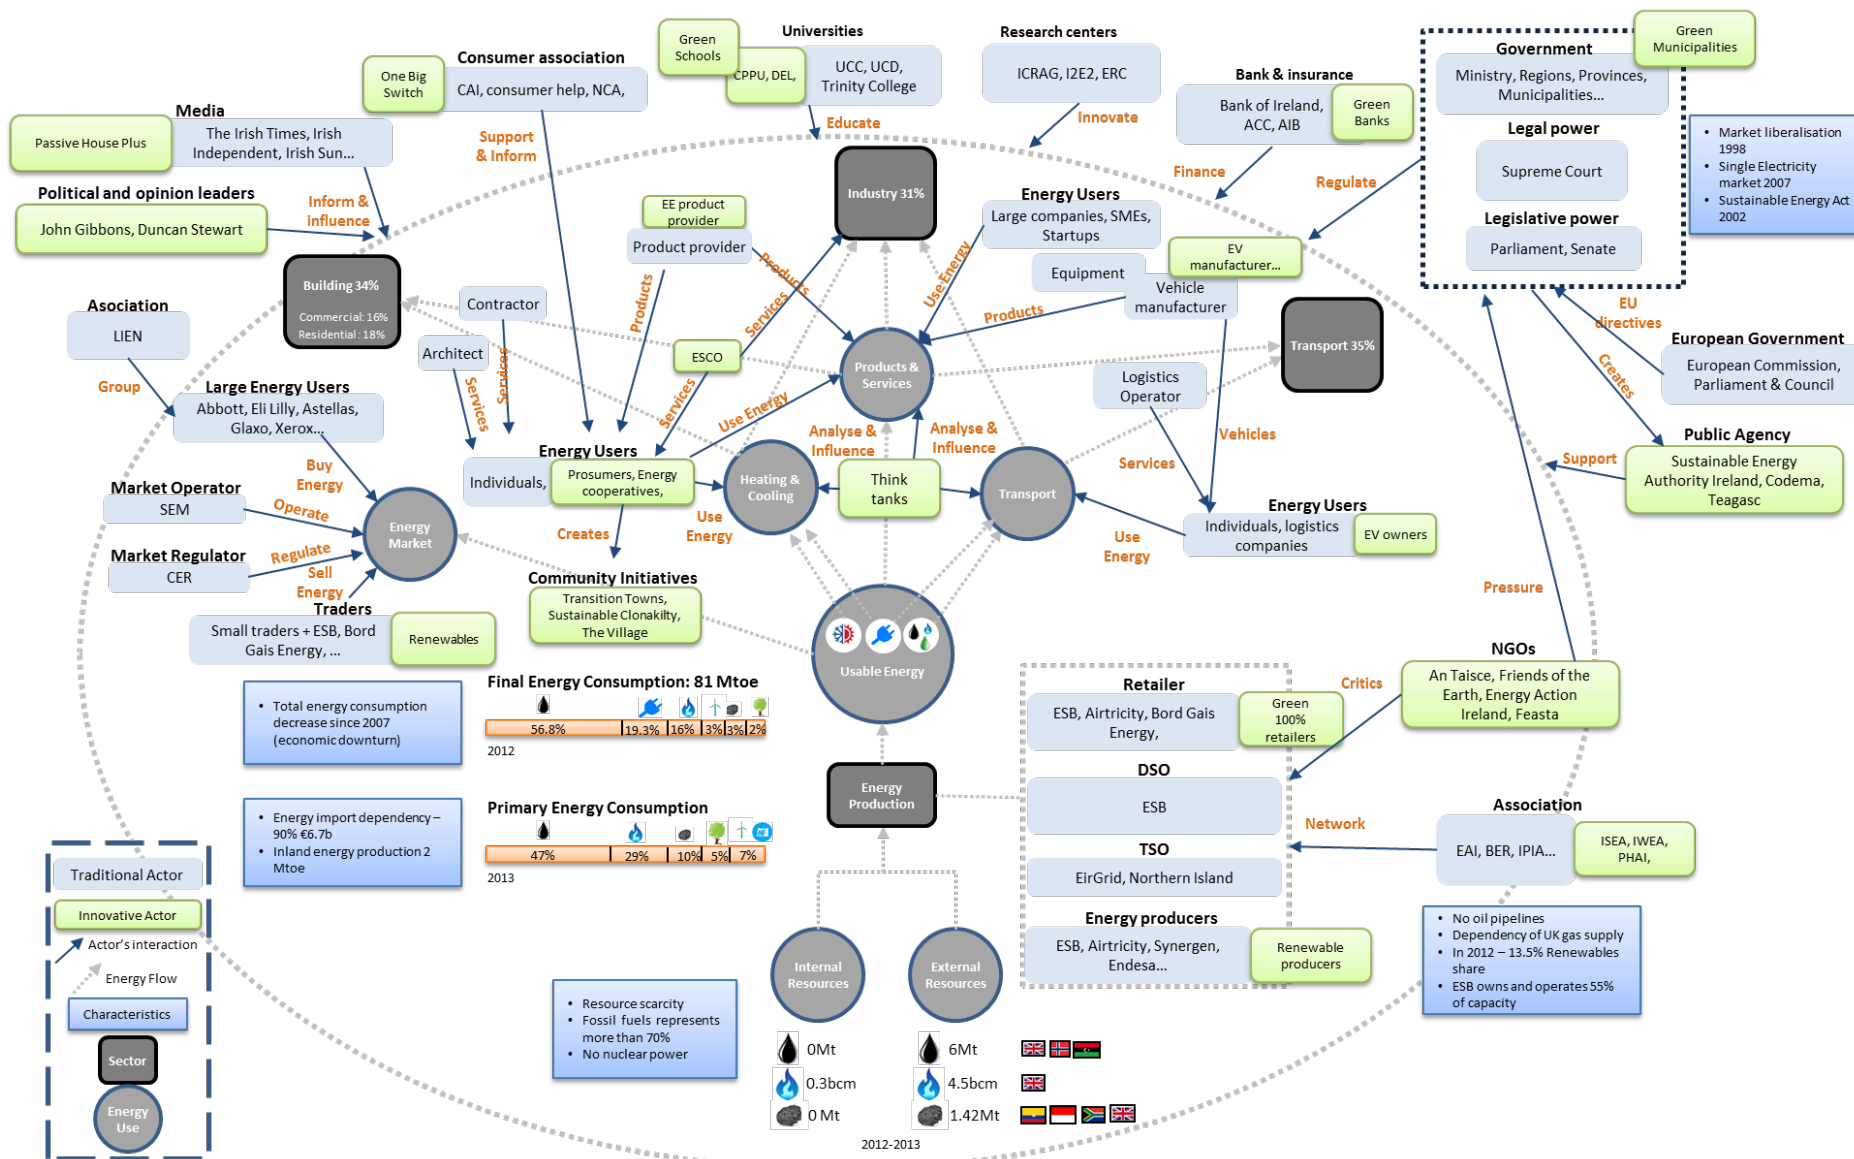 Universities
Green
Schools
CPPU, DEL,
UCC, UCD,
Trinity College
Educate
Research centers
ICRAG, I2E2, ERC
Innovate
Consumer association
One Big
Switch
CAI, consumer help, NCA,
Support
& Inform
Media
Passive House Plus
The Irish Times, Irish
Independent, Irish Sun...
Political and opinion leaders
John Gibbons, Duncan Stewart
Inform &
influence
Bank & insurance
Bank of Ireland,
ACC, AIB
Green
Banks
Finance
Government
Green
Municipalities
Ministry, Regions, Provinces,
Municipalities...
Legal power
Supreme Court
Legislative power
Parliament, Senate
Regulate
• Market liberalisation
1998
• Single Electricity
market 2007
• Sustainable Energy Act
2002
Industry 31%
EE product
provider
Product provider
Products
Products
Services
Energy Users
Large companies, SMEs,
Startups
Use Energy
Equipment
EV
manufacturer...
Vehicle
manufacturer
Products
Building 34%
Commercial: 16%
Residential: 18%
Contractor
Services
Architect
Services
ESCO
Services
Products &
Services
Transport 35%
EU
directives
European Government
European Commission,
Parliament & Council
Creates
Asociation
LIEN
Group
Large Energy Users
Abbott, Eli Lilly, Astellas,
Glaxo, Xerox...
Buy
Energy
Logistics
Operator
Vehicles
Services
Energy Users
Individuals,
Prosumers, Energy
cooperatives,
Use Energy
Use
Energy
Creates
Analyse &
Influence
Analyse &
Influence
Heating &
Cooling
Think
tanks
Transport
Use
Energy
Energy Users
Individuals, logistics
companies
EV owners
Public Agency
Sustainable Energy
Authority Ireland, Codema,
Teagasc
Support
Market Operator
SEM
Operate
Market Regulator
CER
Regulate
Sell
Energy
Energy
Market
Traders
Small traders + ESB, Bord
Gais Energy, ...
Renewables
Community Initiatives
Transition Towns,
Sustainable Clonakilty,
The Village
Usable Energy
Pressure
NGOs
An Taisce, Friends of the
Earth, Energy Action
Ireland, Feasta
Critics
• Total energy consumption
decrease since 2007
(economic downturn)
Final Energy Consumption: 81 Mtoe
56.8% 19.3% 16% 3% 3% 2%
2012
• Energy import dependency –
90% €6.7b
• Inland energy production 2
Mtoe
Primary Energy Consumption
47% 29% 10% 5% 7%
2013
Energy
Production
Retailer
ESB, Airtricity, Bord Gais
Energy,
Green
100%
retailers
DSO
ESB
TSO
EirGrid, Northern Island
Energy producers
ESB, Airtricity, Synergen,
Endesa...
Renewable
producers
Network
Association
EAI, BER, IPIA...
ISEA, IWEA,
PHAI,
• No oil pipelines
• Dependency of UK gas supply
• In 2012 – 13.5% Renewables
share
• ESB owns and operates 55%
of capacity
Traditional Actor
Innovative Actor
Actor's interaction
Energy Flow
Characteristics
Sector
Energy
Use
• Resource scarcity
• Fossil fuels represents
more than 70%
• No nuclear power
Internal
Resources
External
Resources
0Mt
6Mt
0.3bcm
4.5bcm
0 Mt
1.42Mt
2012-2013